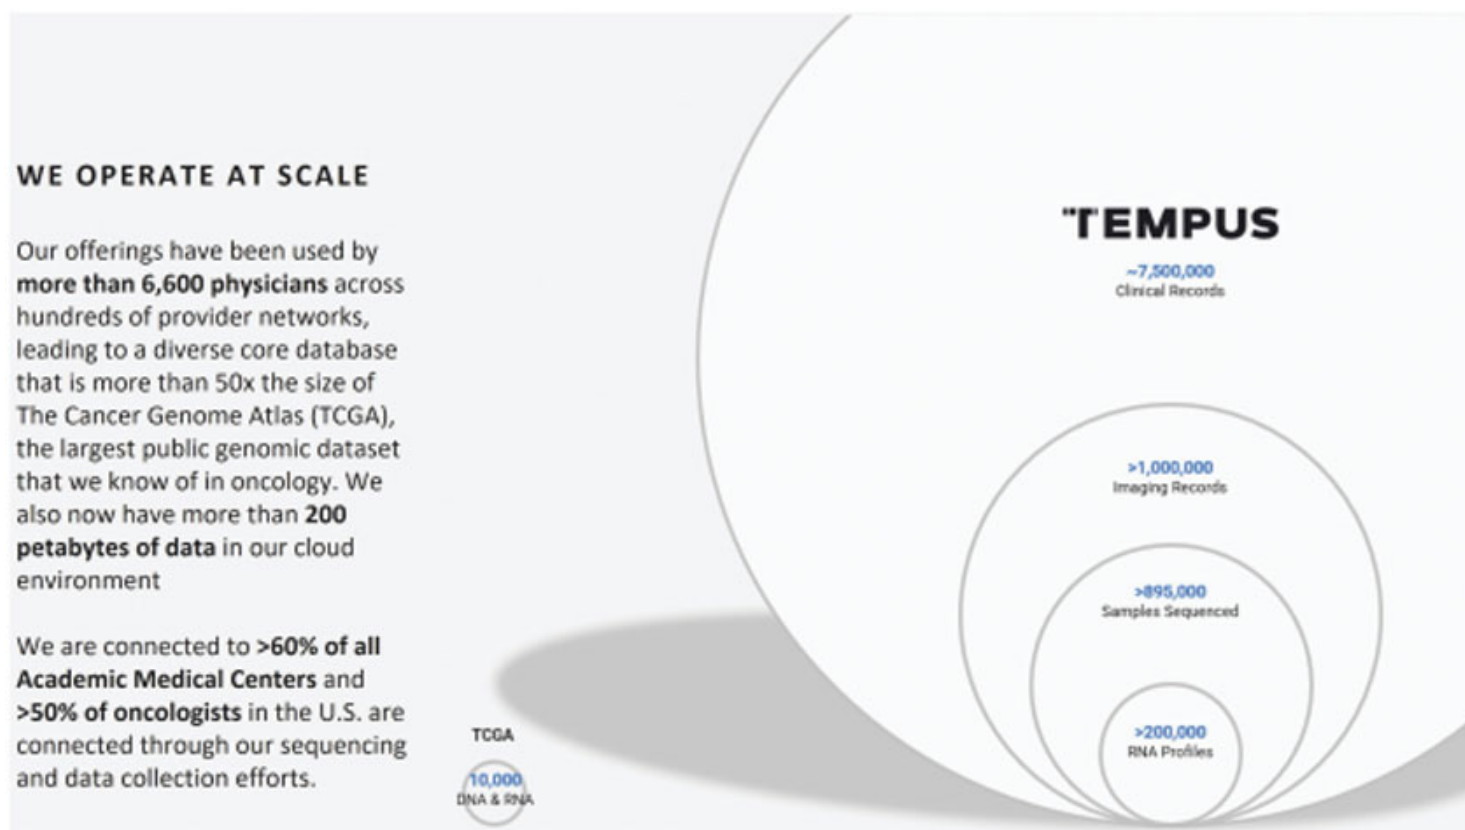 WE OPERATE AT SCALE
Our offerings have been used by
more than 6,600 physicians across
hundreds of provider networks,
leading to a diverse core database
that is more than 50x the size of
The Cancer Genome Atlas (TCGA),
the largest public genomic dataset
that we know of in oncology. We
also now have more than 200
petabytes of data in our cloud
environment
We are connected to >60% of all
Academic Medical Centers and
>50% of oncologists in the U.S. are
connected through our sequencing
and data collection efforts.
TCGA
10,000
DNA & RNA
TEMPUS
~7,500,000
Clinical Records
>1,000,000
Imaging Records
>895,000
Samples Sequenced
>200,000
RNA Profiles